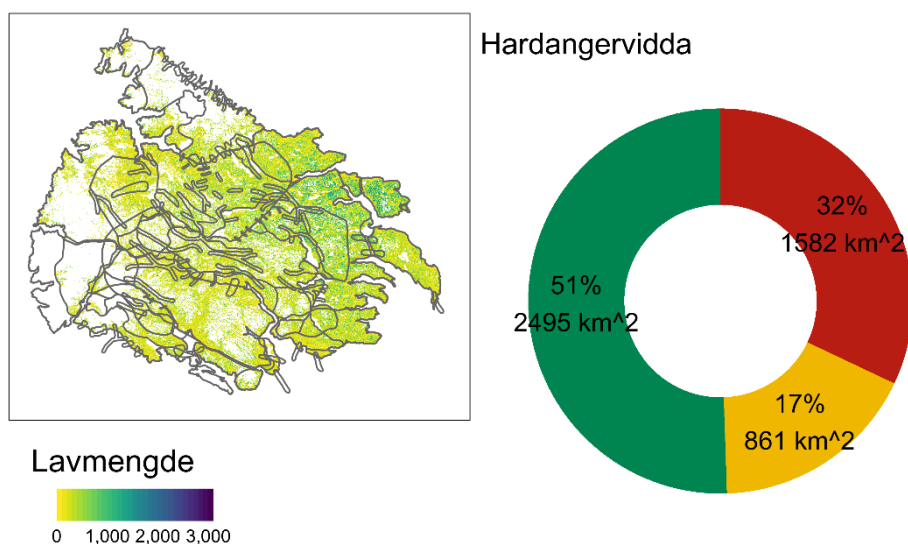 Hardangervidda
32%
1582 km^2
51%
2495 km^2
17%
861 km^2
Lavmengde
0 1,000 2,000 3,000